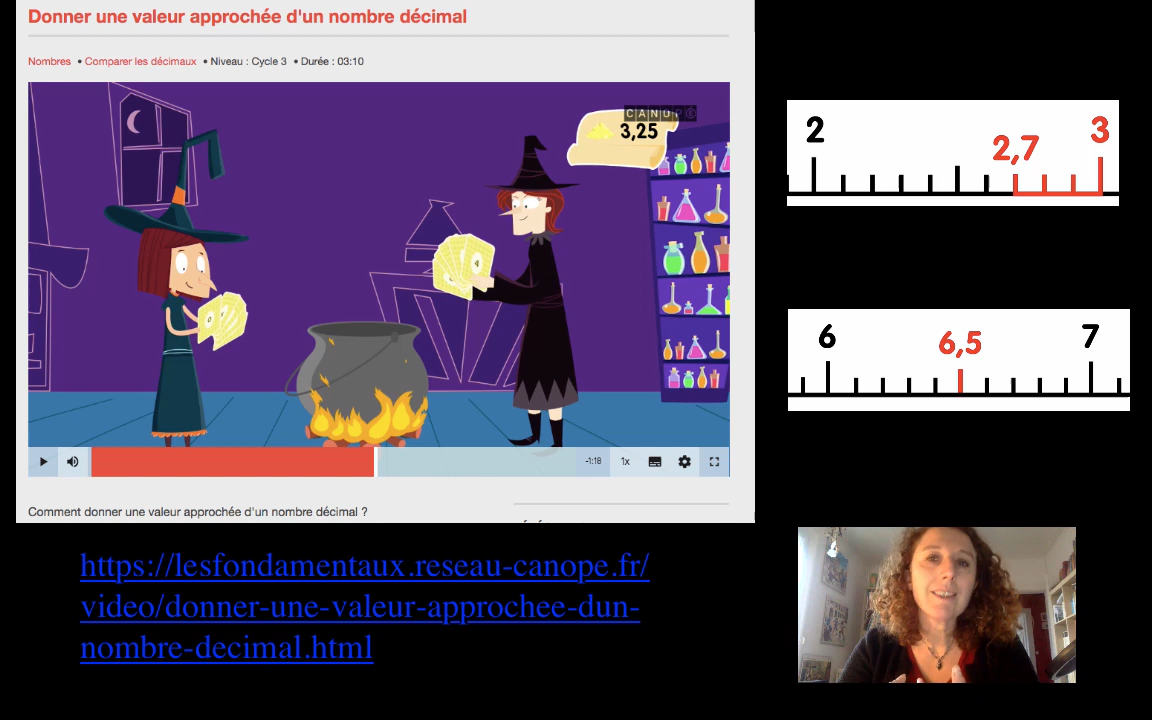 Donner une valeur approchée d'un nombre décimal
Nombres • Comparer les décimaux • Niveau : Cycle 3 • Durée : 03:10
CANOPÉ
3,25
-1:18
1x
Comment donner une valeur approchée d'un nombre décimal ?
2
2,7
3
6
6,5
7
https://lesfondamentaux.reseau-canope.fr/
video/donner-une-valeur-approchee-dun-
nombre-decimal.html